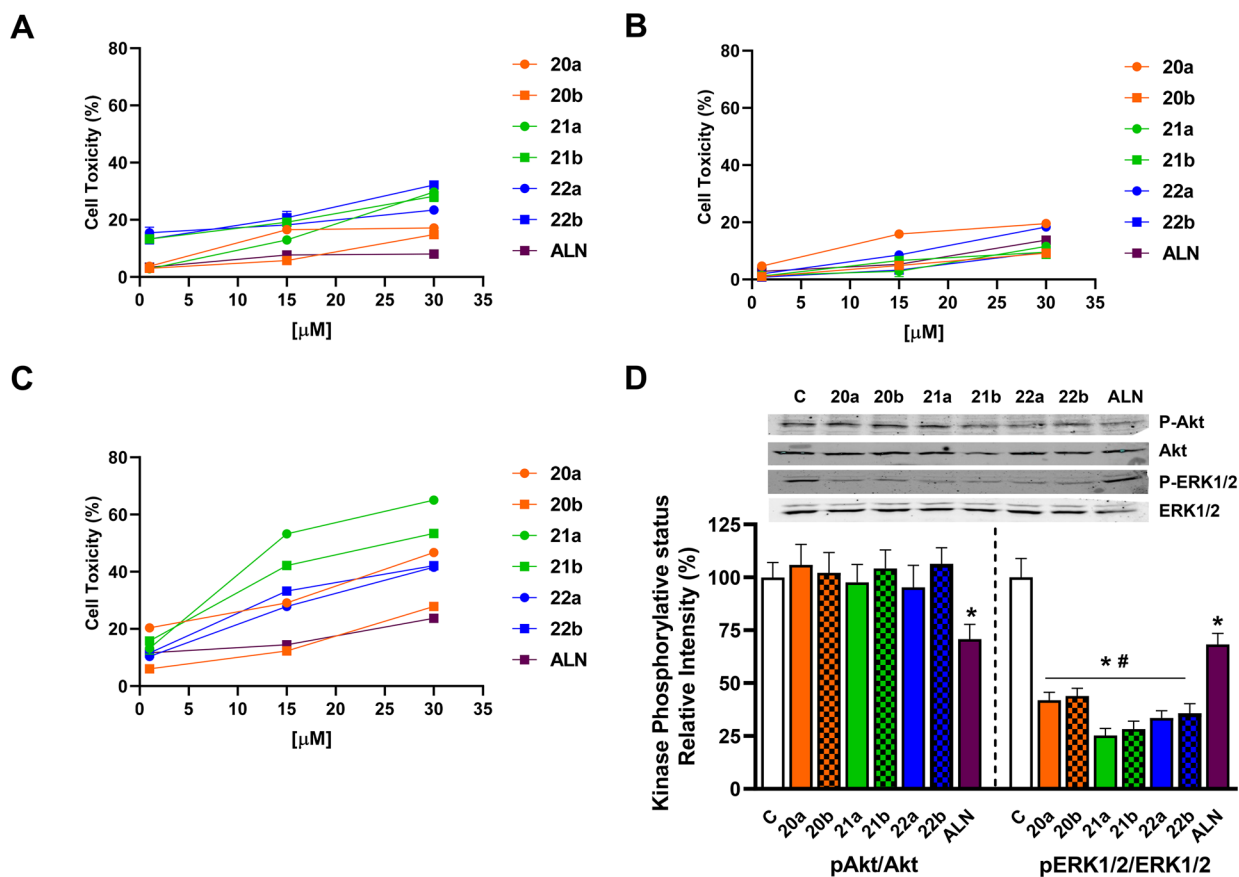 A
Cell Toxicity (%)
80
60
40
20
0
0 5 10 15 20 25 30 35
[μM]
20a
20b
21a
21b
22a
22b
ALN
B
Cell Toxicity (%)
80
60
40
20
0
0 5 10 15 20 25 30 35
[μM]
20a
20b
21a
21b
22a
22b
ALN
C
Cell Toxicity (%)
80
60
40
20
0
0 5 10 15 20 25 30 35
[μM]
20a
20b
21a
21b
22a
22b
ALN
D
C 20a 20b 21a 21b 22a 22b ALN
P-Akt
Akt
P-ERK1/2
ERK1/2
Kinase Phosphorylative status
Relative Intensity (%)
125
100
75
50
25
0
*
* #
*
C 20a 20b 21a 21b 22a 22b ALN C 20a 20b 21a 21b 22a 22b ALN
pAkt/Akt pERK1/2/ERK1/2